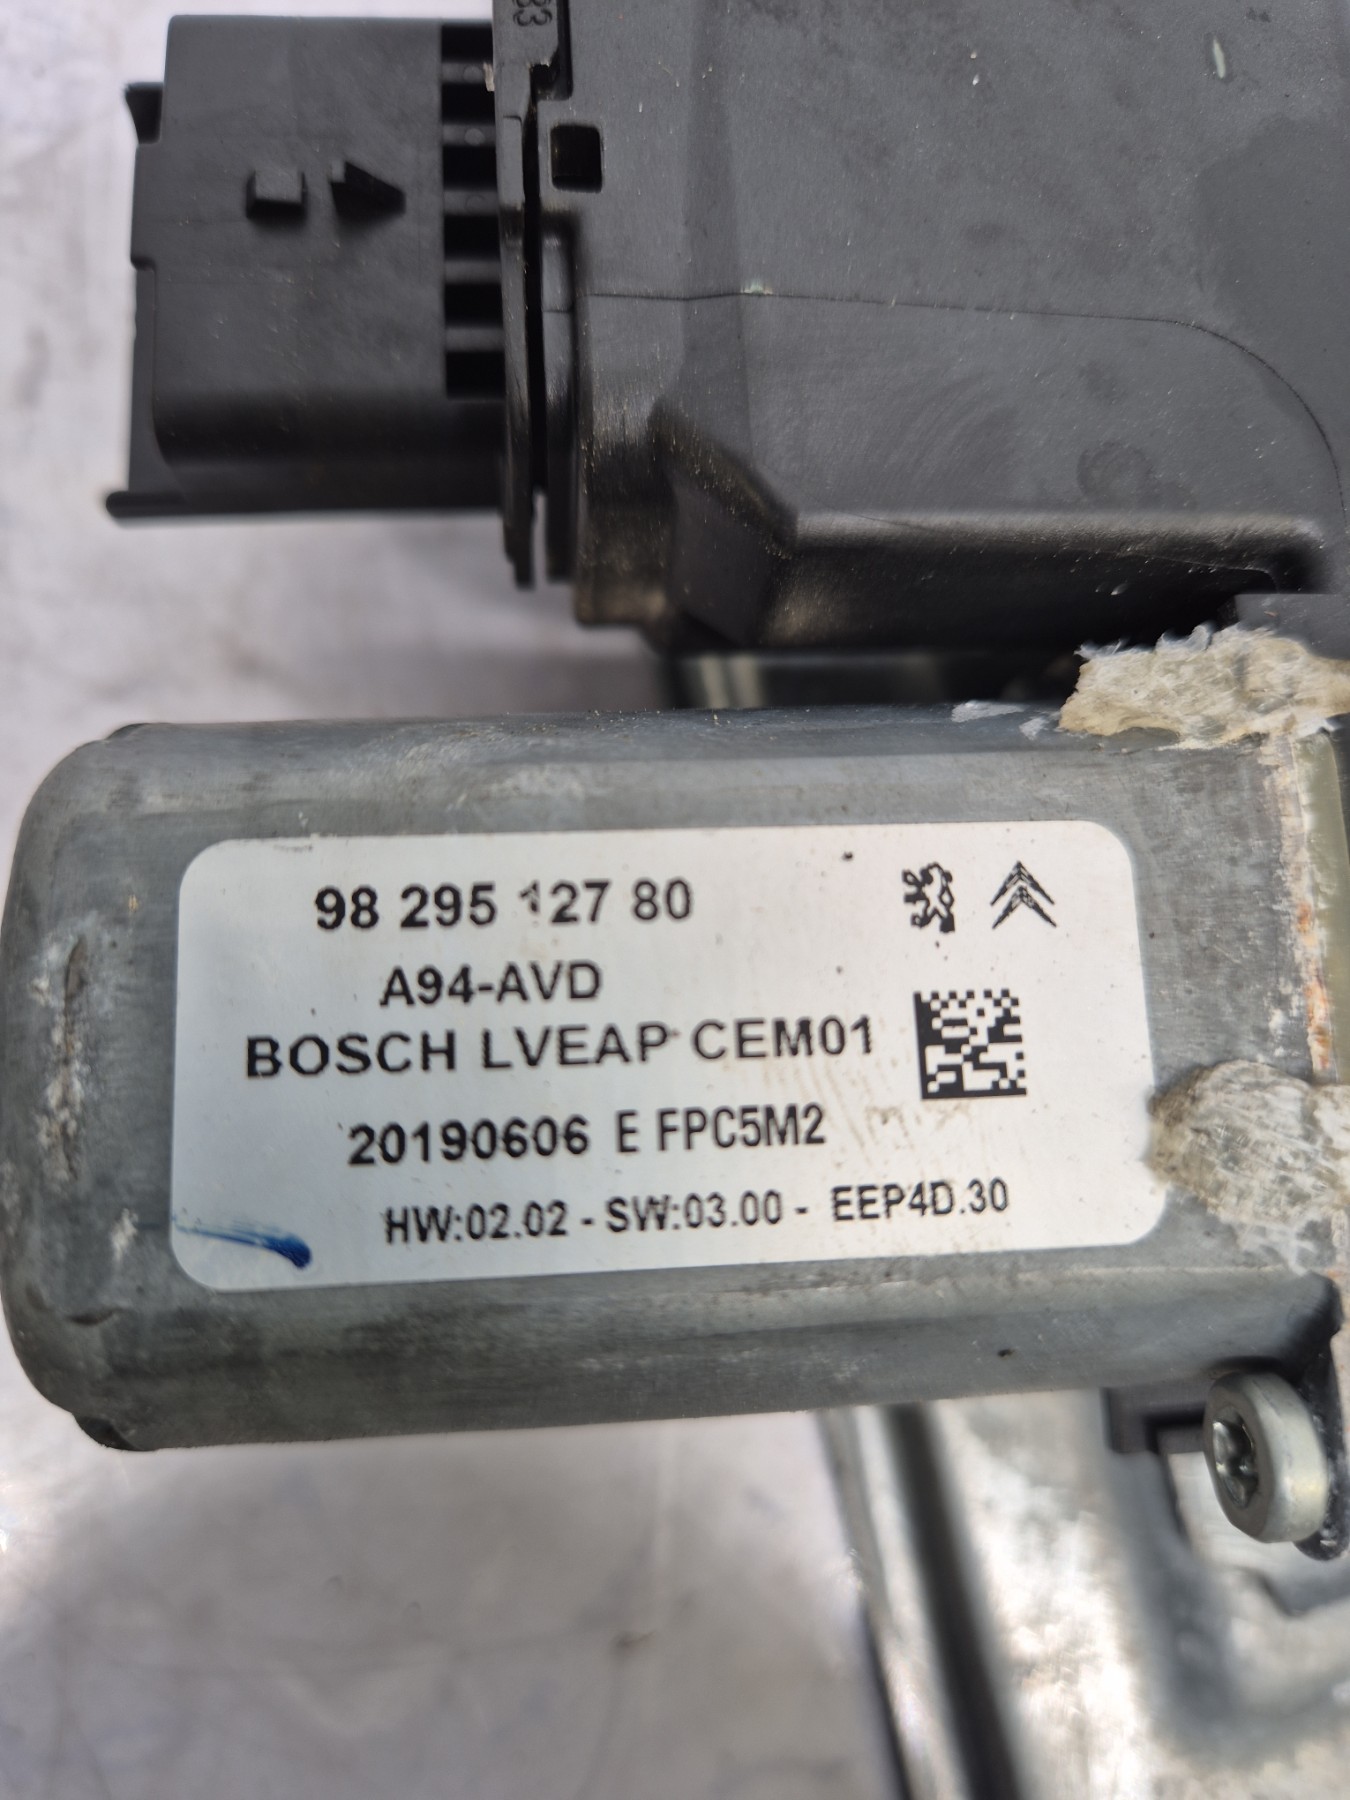 33
98 295 127 80
A94-AVD
BOSCH LVEAP CEM01
20190606 E FPC5M2
HW:02.02 - SW:03.00 - EEP4D.30